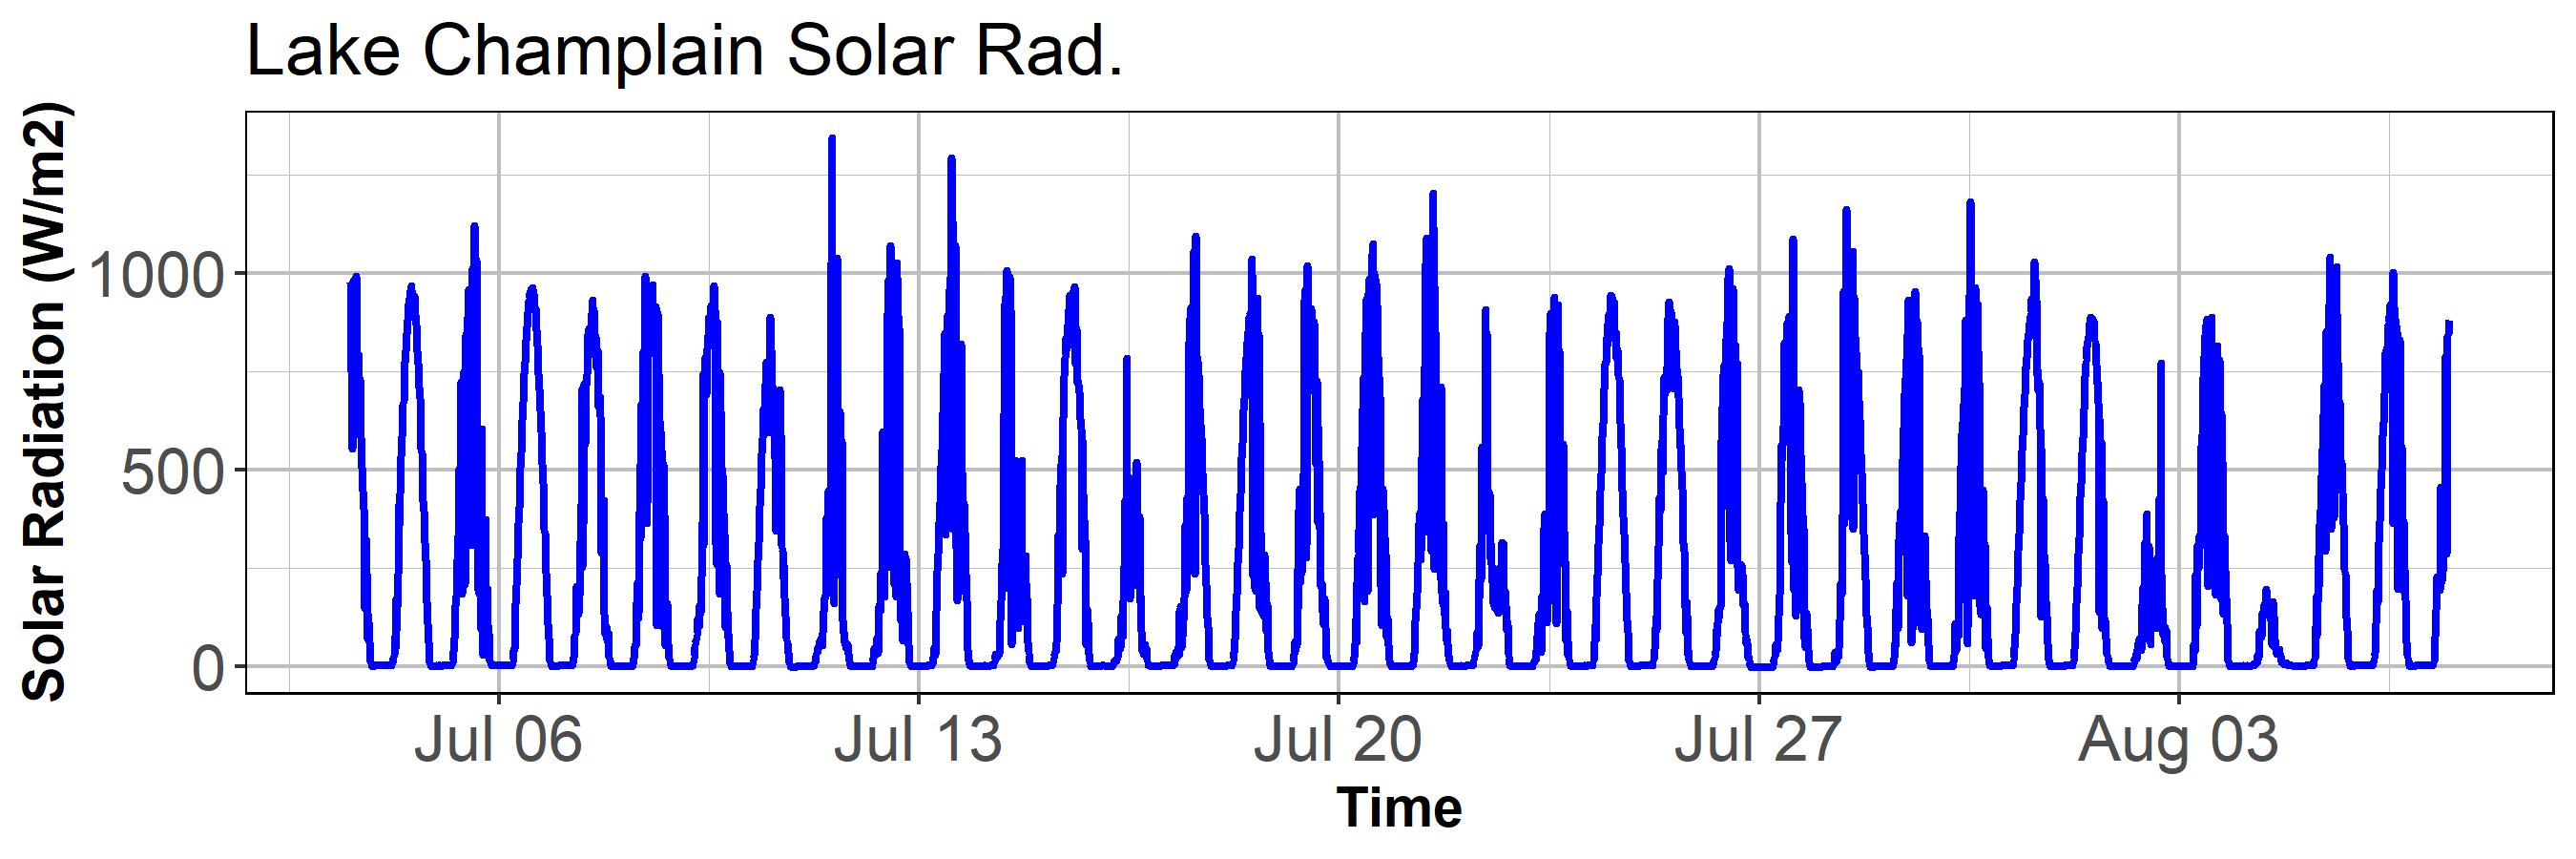 Lake Champlain Solar Rad.
Solar Radiation (W/m2)
1000
500
0
Jul 06
Jul 13
Jul 20
Jul 27
Aug 03
Time